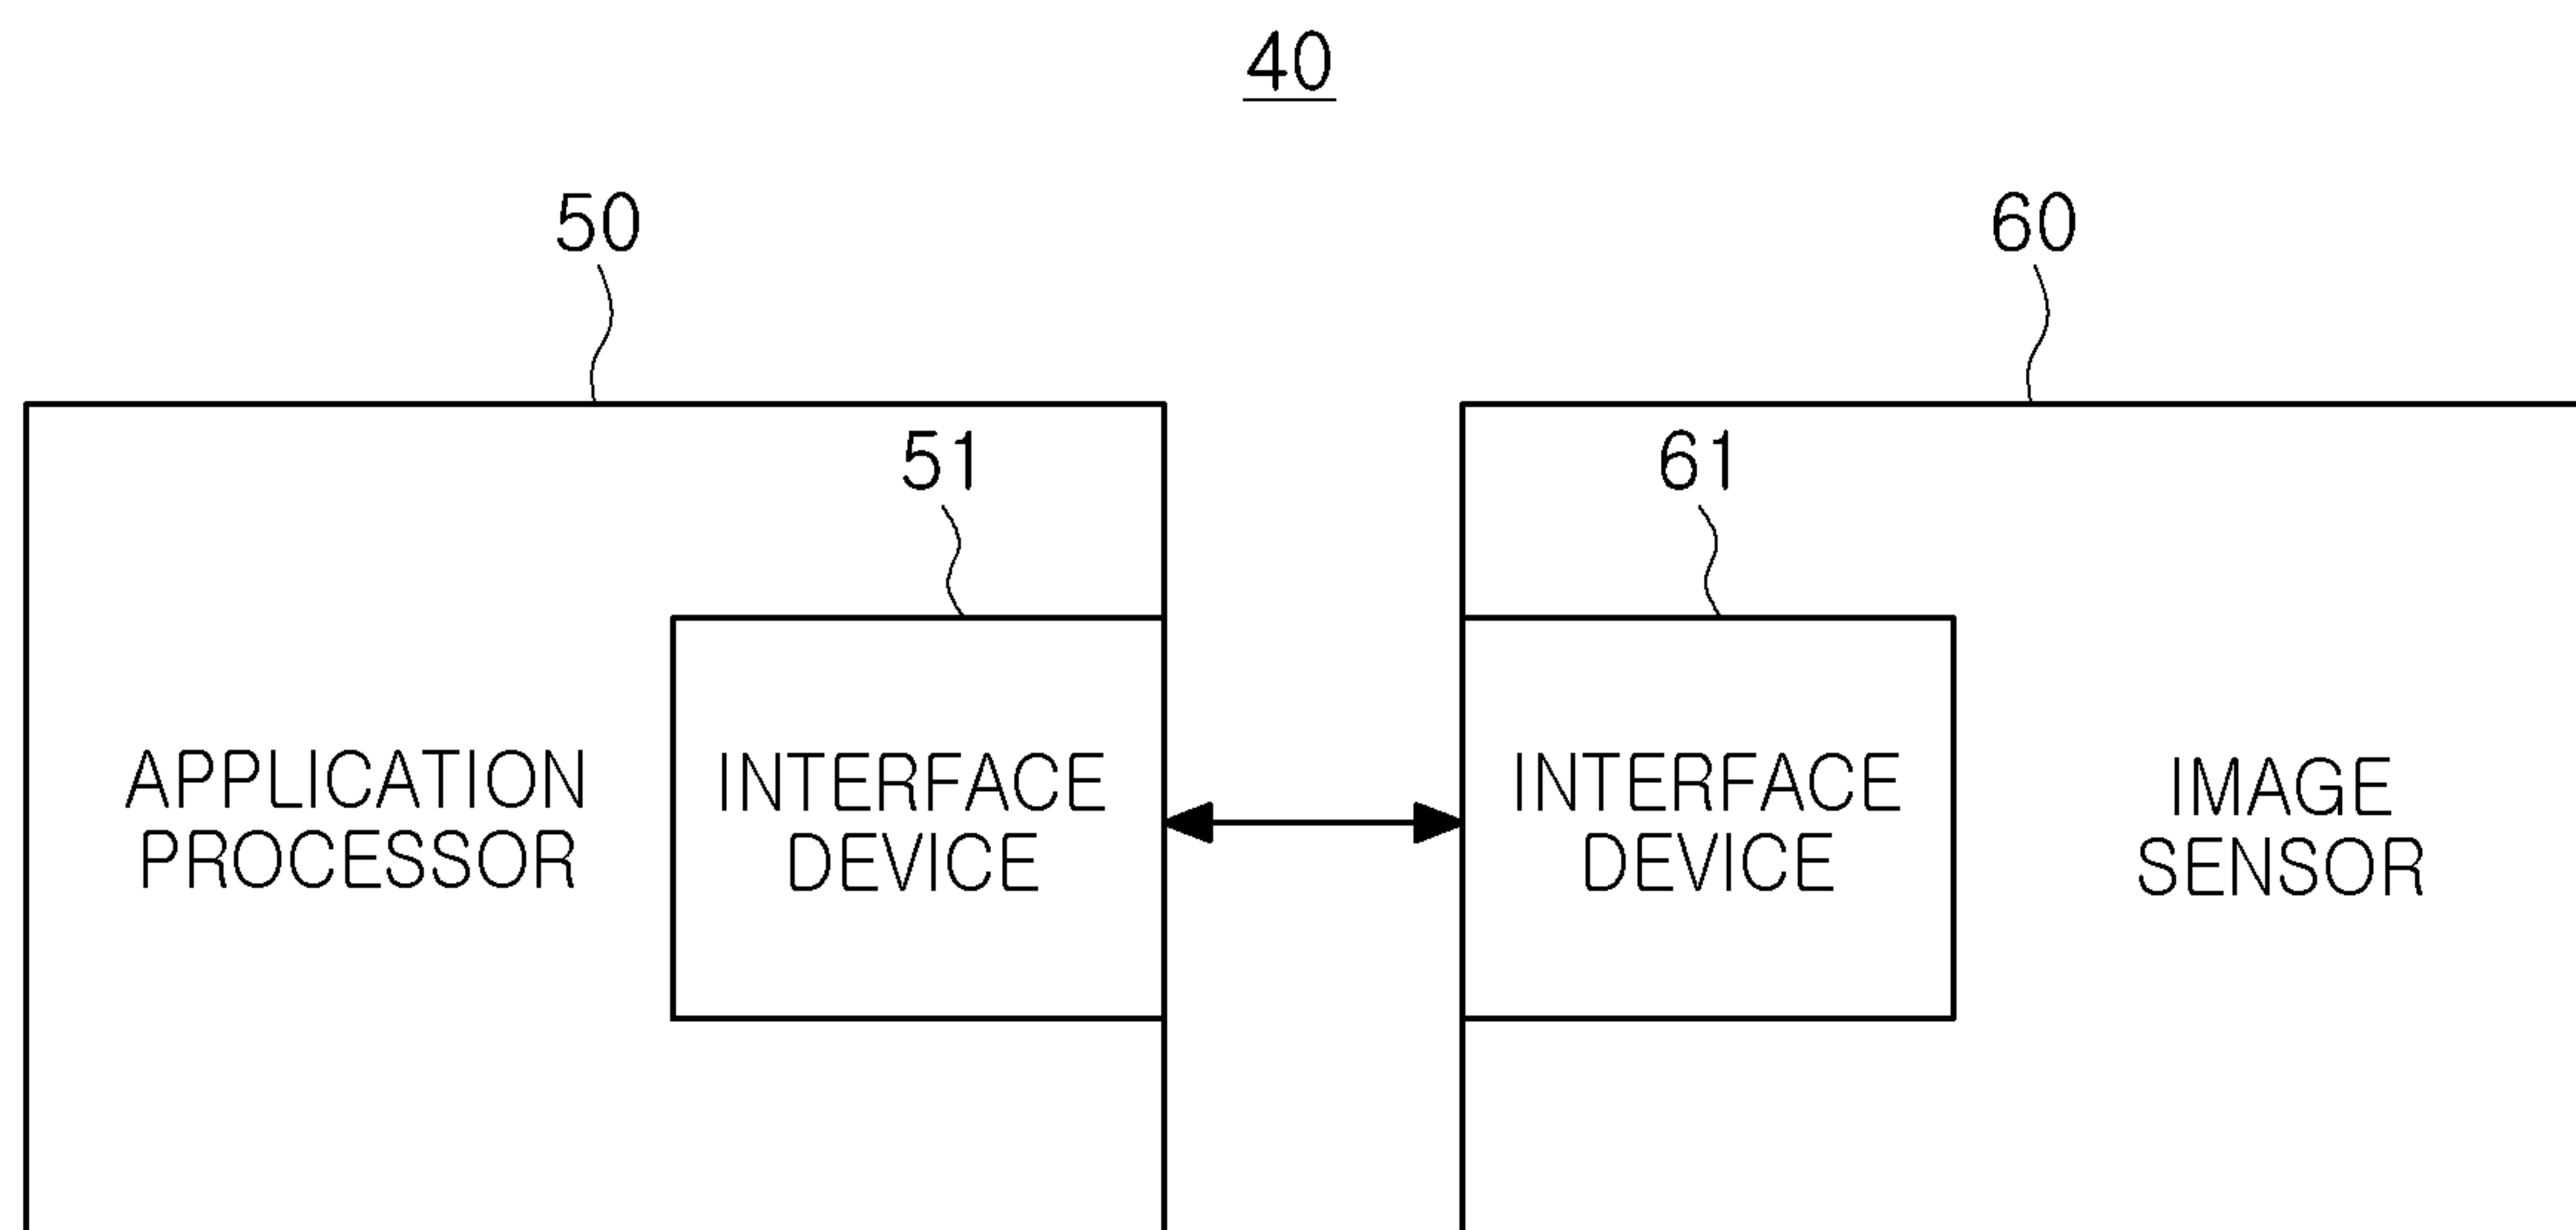 40
50
60
51
61
APPLICATION
PROCESSOR
INTERFACE
DEVICE
INTERFACE
DEVICE
IMAGE
SENSOR